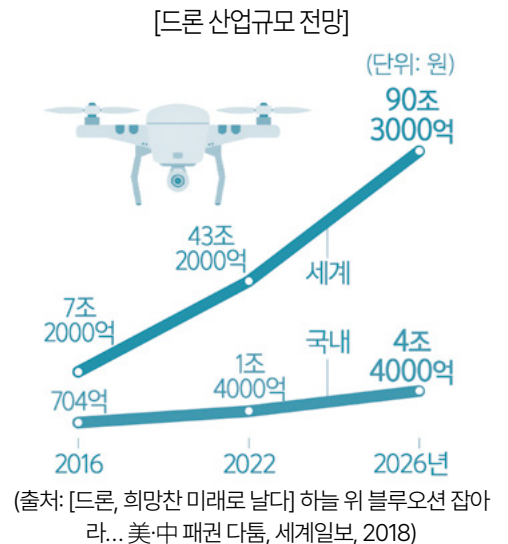 [드론 산업규모 전망]
(단위: 원)
90조
3000억
43조
2000억
세계
7조
2000억
국내
4조
4000억
1조
4000억
704억
2016
2022
2026년
(출처: [드론, 희망찬 미래로 날다] 하늘 위 블루오션 잡아
라… 美·中 패권 다툼, 세계일보, 2018)